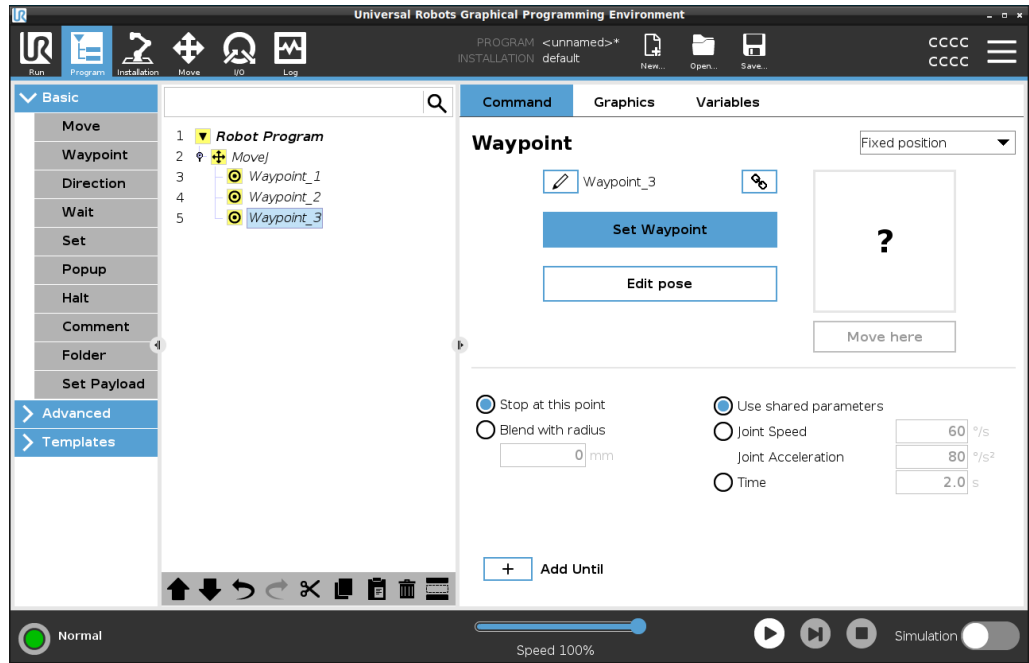 Universal Robots Graphical Programming Environment
Run
Program
Installation
Move
I/O
Log
PROGRAM <unnamed>*
INSTALLATION default
New...
Open...
Save...
CCCC
CCCC
Basic
Move
Waypoint
Direction
Wait
Set
Popup
Halt
Comment
Folder
Set Payload
Advanced
Templates
1 Robot Program
2 MoveJ
3 Waypoint_1
4 Waypoint_2
5 Waypoint_3
Command Graphics Variables
Waypoint
Fixed position
Waypoint_3
Set Waypoint
Edit pose
?
Move here
Stop at this point
Blend with radius
0 mm
Use shared parameters
Joint Speed 60 °/s
Joint Acceleration 80 °/s²
Time 2.0 s
+ Add Until
Normal
Speed 100%
Simulation